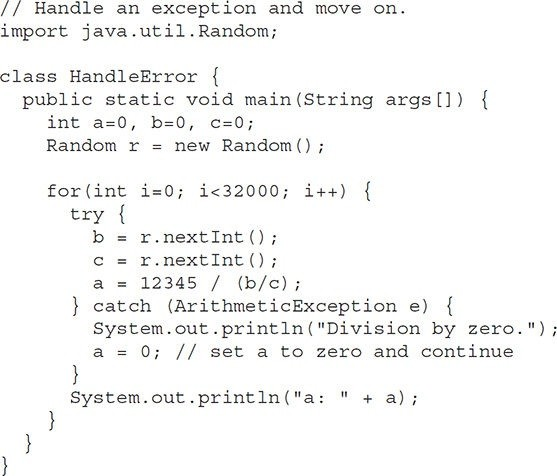 // Handle an exception and move on.
import java.util.Random;

class HandleError {
  public static void main(String args[]) {
    int a=0, b=0, c=0;
    Random r = new Random();

    for(int i=0; i<32000; i++) {
      try {
        b = r.nextInt();
        c = r.nextInt();
        a = 12345 / (b/c);
      } catch (ArithmeticException e) {
        System.out.println("Division by zero.");
        a = 0; // set a to zero and continue
      }
      System.out.println("a: " + a);
    }
  }
}